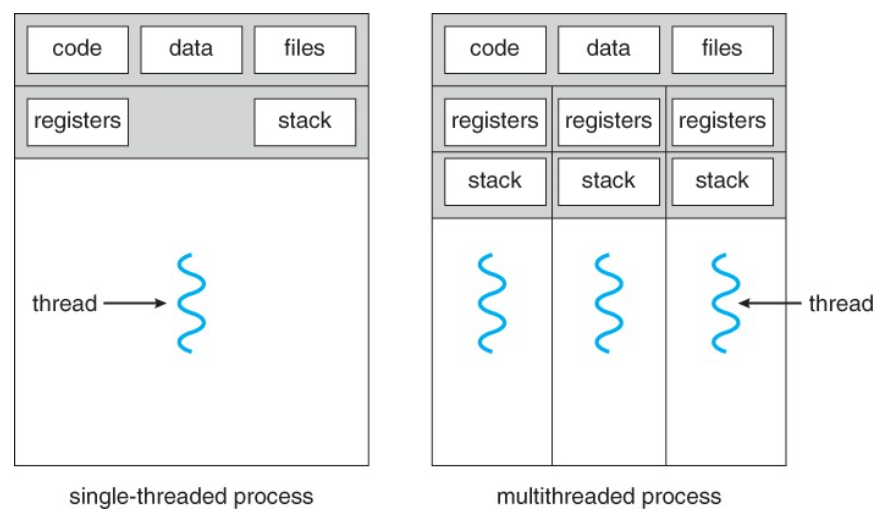 code data files code data files
registers stack registers registers registers
stack stack stack
thread thread
single-threaded process multithreaded process